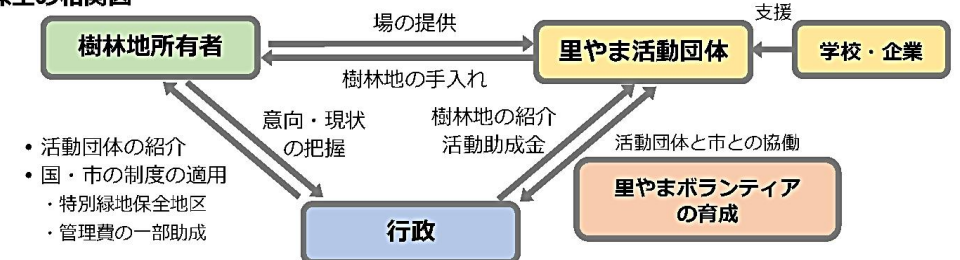 の相関図
場の提供
支援
樹林地所有者
里やま活動団体
学校・企業
樹林地の手入れ
意向・現状
の把握
樹林地の紹介
活動助成金
活動団体と市との協働
• 活動団体の紹介
• 国・市の制度の適用
・特別緑地保全地区
・管理費の一部助成
里やまボランティア
の育成
行政